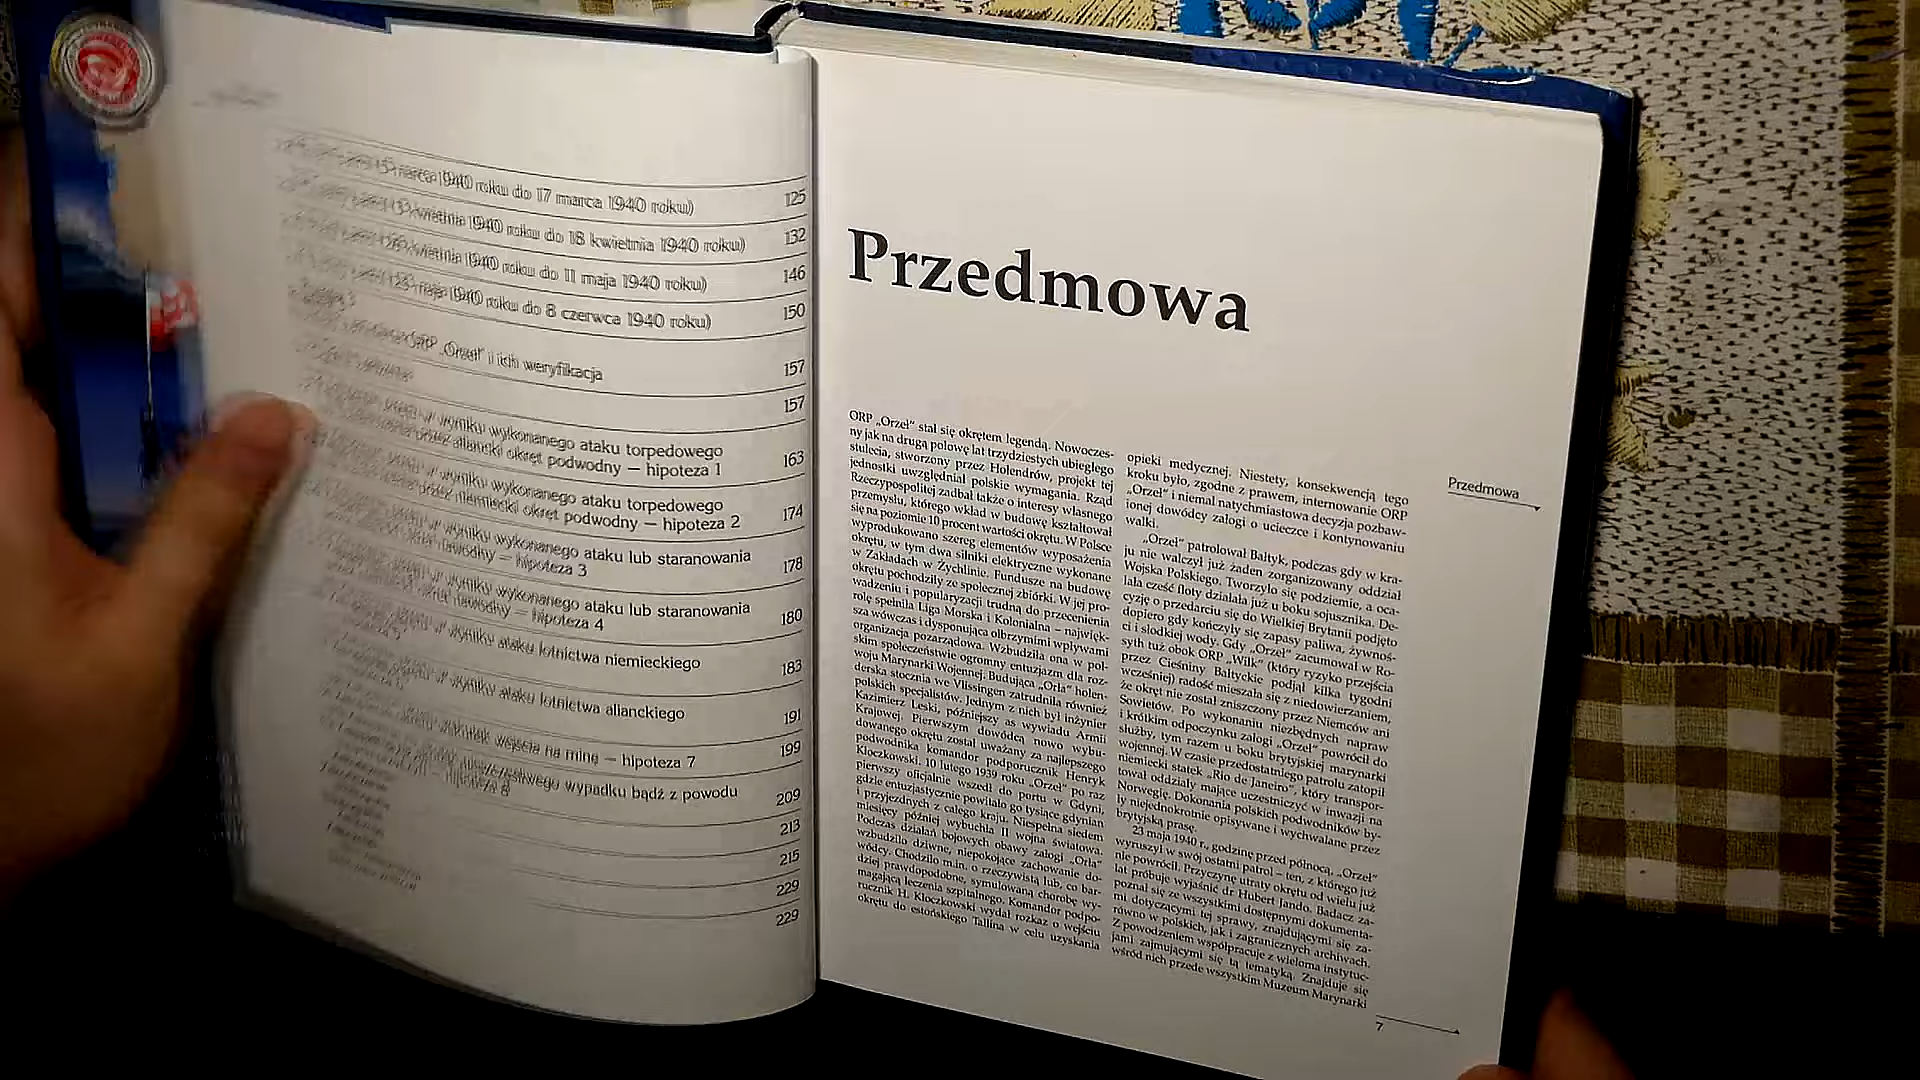 marca 1940 roku do 17 marca 1940 roku) 125
kwietnia 1940 roku do 18 kwietnia 1940 roku) 132
kwietnia 1940 roku do 11 maja 1940 roku) 146
23 maja 1940 roku do 8 czerwca 1940 roku) 150
ORP „Orzeł” i ich weryfikacja 157
157
w wyniku wykonanego ataku torpedowego
przez aliancki okręt podwodny — hipoteza 1 163
w wyniku wykonanego ataku torpedowego
przez niemiecki okręt podwodny — hipoteza 2 174
w wyniku wykonanego ataku lub staranowania
nawodny — hipoteza 3 178
w wyniku wykonanego ataku lub staranowania
nawodny — hipoteza 4 180
w wyniku ataku lotnictwa niemieckiego
183
w wyniku ataku lotnictwa alianckiego
191
wejścia na minę — hipoteza 7 199
wypadku bądź z powodu
hipoteza 8 209
213
215
229
229
Przedmowa
ORP „Orzeł” stał się okrętem legendą. Nowoczes-
ny jak na drugą połowę lat trzydziestych ubiegłego
stulecia, stworzony przez Holendrów, projekt tej
jednostki uwzględniał polskie wymagania. Rząd
Rzeczypospolitej zadbał także o interesy własnego
przemysłu, którego wkład w budowę kształtował
się na poziomie 10 procent wartości okrętu. W Polsce
wyprodukowano szereg elementów wyposażenia
okrętu, w tym dwa silniki elektryczne wykonane
w Zakładach w Żychlinie. Fundusze na budowę
okrętu pochodziły ze społecznej zbiórki. W jej pro-
wadzeniu i popularyzacji trudną do przecenienia
rolę spełniła Liga Morska i Kolonialna – najwięk-
sza wówczas i dysponująca olbrzymimi wpływami
organizacja pozarządowa. Wzbudziła ona w pol-
skim społeczeństwie ogromny entuzjazm dla roz-
woju Marynarki Wojennej. Budująca „Orła” holen-
derska stocznia we Vlissingen zatrudniła również
polskich specjalistów. Jednym z nich był inżynier
Kazimierz Leski, późniejszy as wywiadu Armii
Krajowej. Pierwszym dowódcą nowo wybu-
dowanego okrętu został uważany za najlepszego
podwodnika komandor podporucznik Henryk
Kłoczkowski. 10 lutego 1939 roku „Orzeł” po raz
pierwszy oficjalnie wszedł do portu w Gdyni,
gdzie entuzjastycznie powitało go tysiące gdynian
i przyjezdnych z całego kraju. Niespełna siedem
miesięcy później wybuchła II wojna światowa.
Podczas działań bojowych obawy załogi „Orła”
wzbudziło dziwne, niepokojące zachowanie do-
wódcy. Chodziło m.in. o rzeczywistą lub, co bar-
dziej prawdopodobne, symulowaną chorobę wy-
magającą leczenia szpitalnego. Komandor podpo-
rucznik H. Kłoczkowski wydał rozkaz o wejściu
okrętu do estońskiego Tallina w celu uzyskania
opieki medycznej. Niestety, konsekwencją tego
kroku było, zgodne z prawem, internowanie ORP
„Orzeł” i niemal natychmiastowa decyzja pozbaw-
ionej dowódcy załogi o ucieczce i kontynowaniu
walki.
„Orzeł” patrolował Bałtyk, podczas gdy w kra-
ju nie walczył już żaden zorganizowany oddział
Wojska Polskiego. Tworzyło się podziemie, a oca-
lała cześć floty działała już u boku sojusznika. De-
cyzję o przedarciu się do Wielkiej Brytanii podjęto
dopiero gdy kończyły się zapasy paliwa, żywnoś-
ci i słodkiej wody. Gdy „Orzeł” zacumował w Ro-
syth tuż obok ORP „Wilk” (który ryzyko przejścia
przez Cieśniny Bałtyckie podjął kilka tygodni
wcześniej) radość mieszała się z niedowierzaniem,
że okręt nie został zniszczony przez Niemców ani
Sowietów. Po wykonaniu niezbędnych napraw
i krótkim odpoczynku załogi „Orzeł” powrócił do
służby, tym razem u boku brytyjskiej marynarki
wojennej. W czasie przedostatniego patrolu zatopił
niemiecki statek „Rio de Janeiro”, który transpor-
tował oddziały mające uczestniczyć w inwazji na
Norwegię. Dokonania polskich podwodników by-
ły niejednokrotnie opisywane i wychwalane przez
brytyjską prasę.
23 maja 1940 r., godzinę przed północą, „Orzeł”
wyruszył w swój ostatni patrol – ten, z którego już
nie powrócił. Przyczynę utraty okrętu od wielu już
lat próbuje wyjaśnić dr Hubert Jando. Badacz za-
poznał się ze wszystkimi dostępnymi dokumenta-
mi dotyczącymi tej sprawy, znajdującymi się za-
równo w polskich, jak i zagranicznych archiwach.
Z powodzeniem współpracuje z wieloma instytuc-
jami zajmującymi się tą tematyką. Znajduje się
wśród nich przede wszystkim Muzeum Marynarki
Przedmowa
7